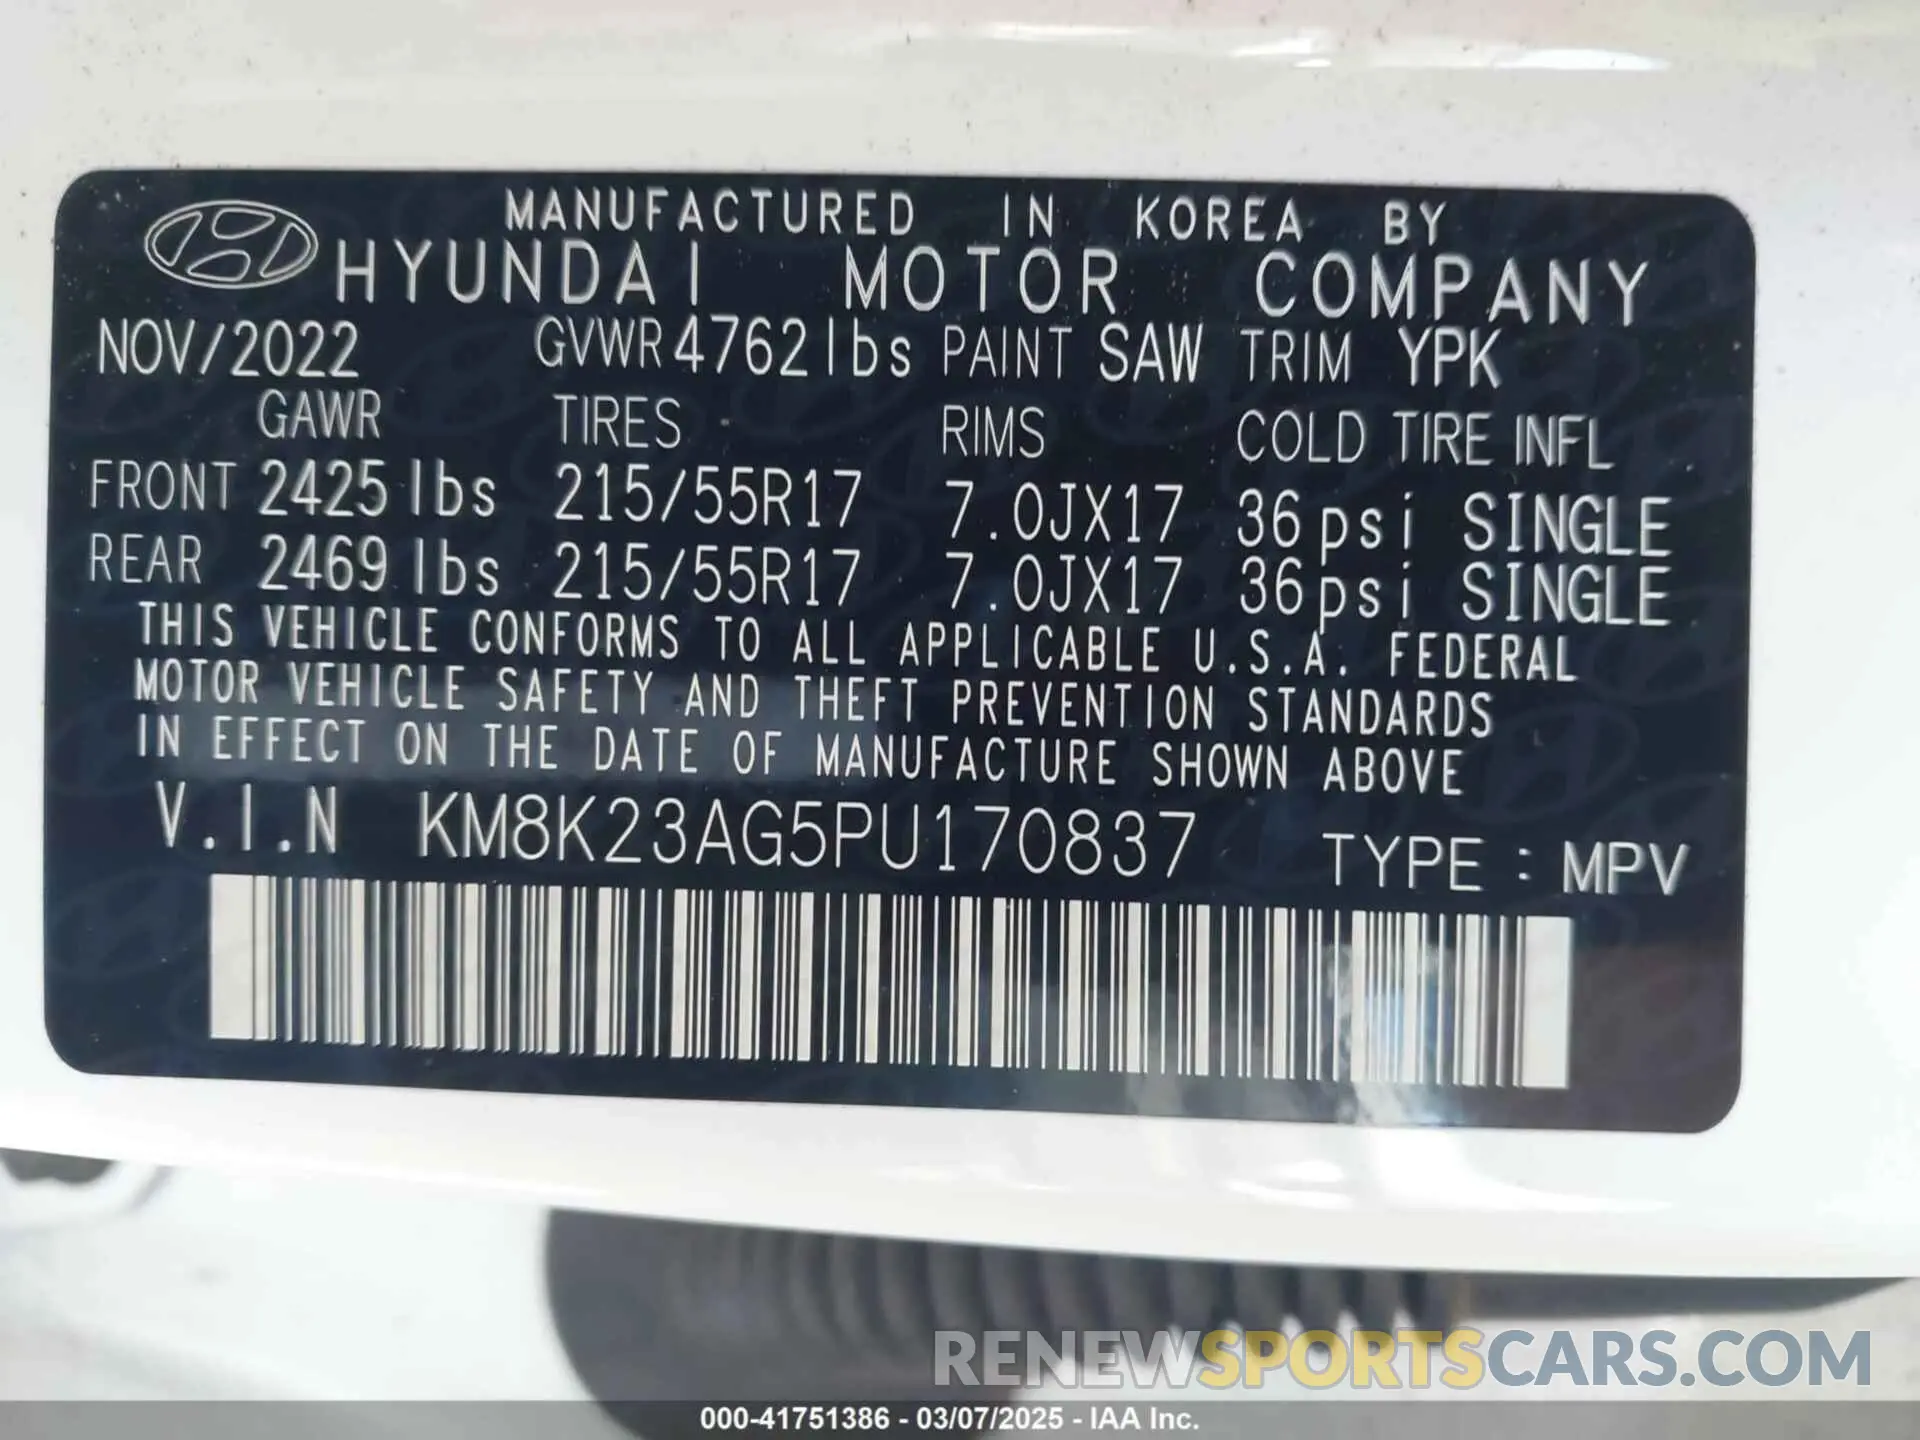 MANUFACTURED IN KOREA BY
HYUNDAI MOTOR COMPANY
NOV/2022 GVWR 4762lbs PAINT SAW TRIM YPK
GAWR TIRES RIMS COLD TIRE INFL
FRONT 2425lbs 215/55R17 7.0JX17 36psi SINGLE
REAR 2469lbs 215/55R17 7.0JX17 36psi SINGLE
THIS VEHICLE CONFORMS TO ALL APPLICABLE U.S.A. FEDERAL
MOTOR VEHICLE SAFETY AND THEFT PREVENTION STANDARDS
IN EFFECT ON THE DATE OF MANUFACTURE SHOWN ABOVE
V.I.N KM8K23AG5PU170837 TYPE : MPV
RENEWSPORTSCARS.COM
000-41751386 - 03/07/2025 - IAA Inc.